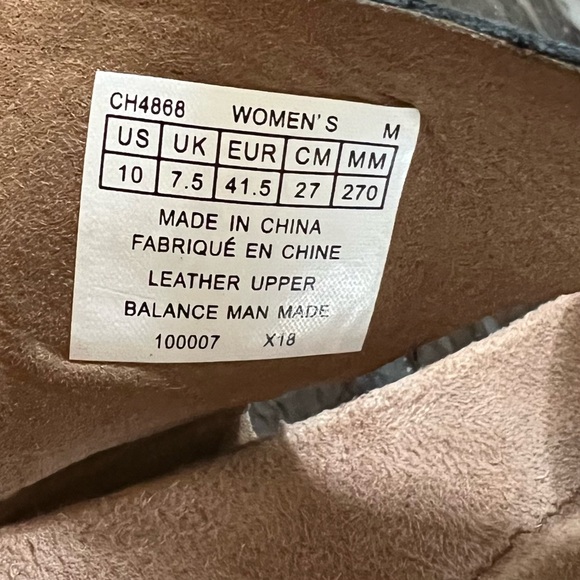 CH4868 WOMEN'S M
US UK EUR CM MM
10 7.5 41.5 27 270
MADE IN CHINA
FABRIQUÉ EN CHINE
LEATHER UPPER
BALANCE MAN MADE
100007 X18